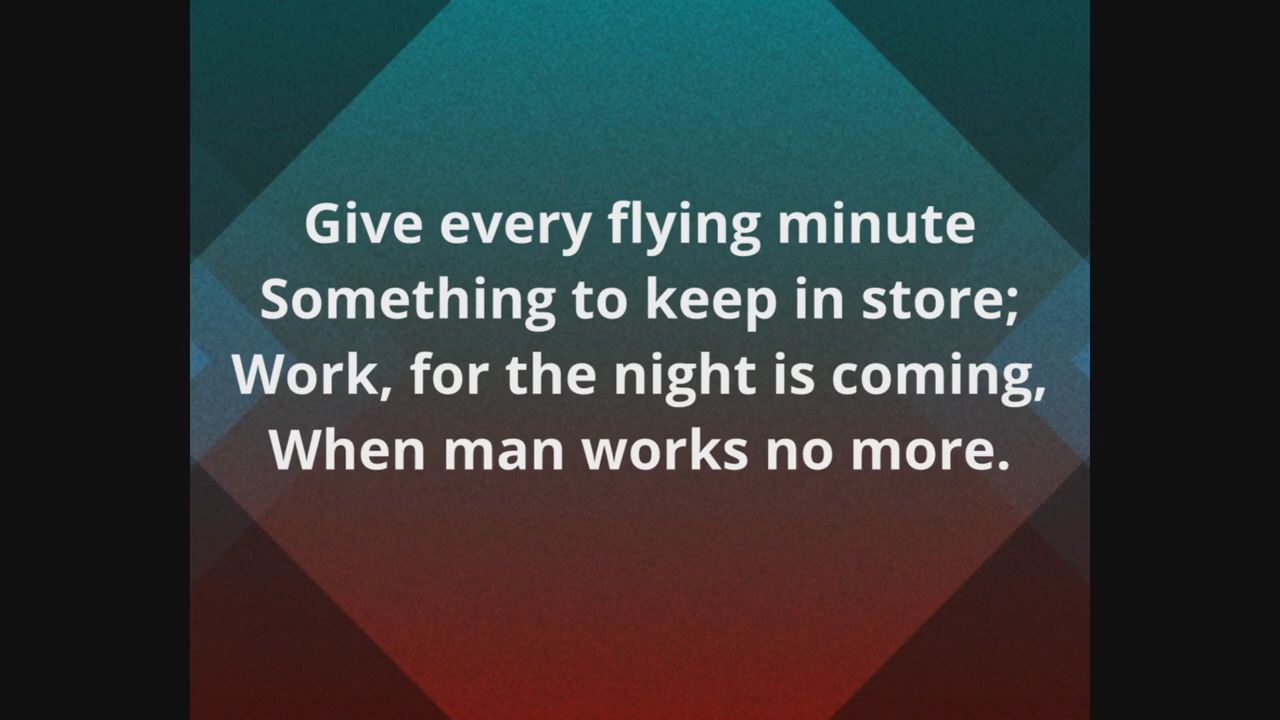 Give every flying minute
Something to keep in store;
Work, for the night is coming,
When man works no more.